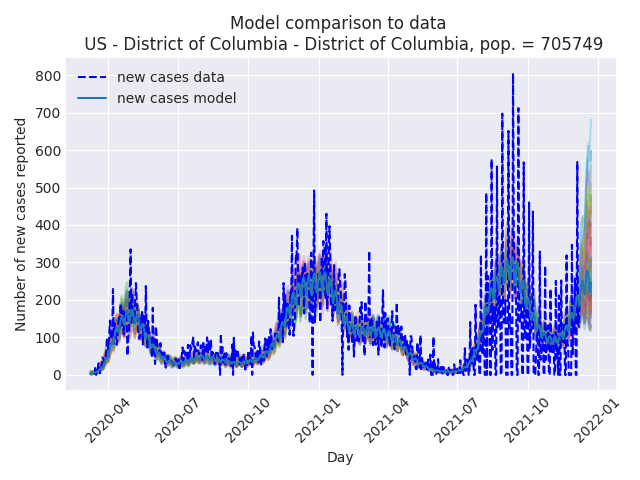 Model comparison to data
US - District of Columbia - District of Columbia, pop. = 705749
new cases data
new cases model
Number of new cases reported
800
700
600
500
400
300
200
100
0
2020-04
2020-07
2020-10
2021-01
2021-04
2021-07
2021-10
2022-01
Day